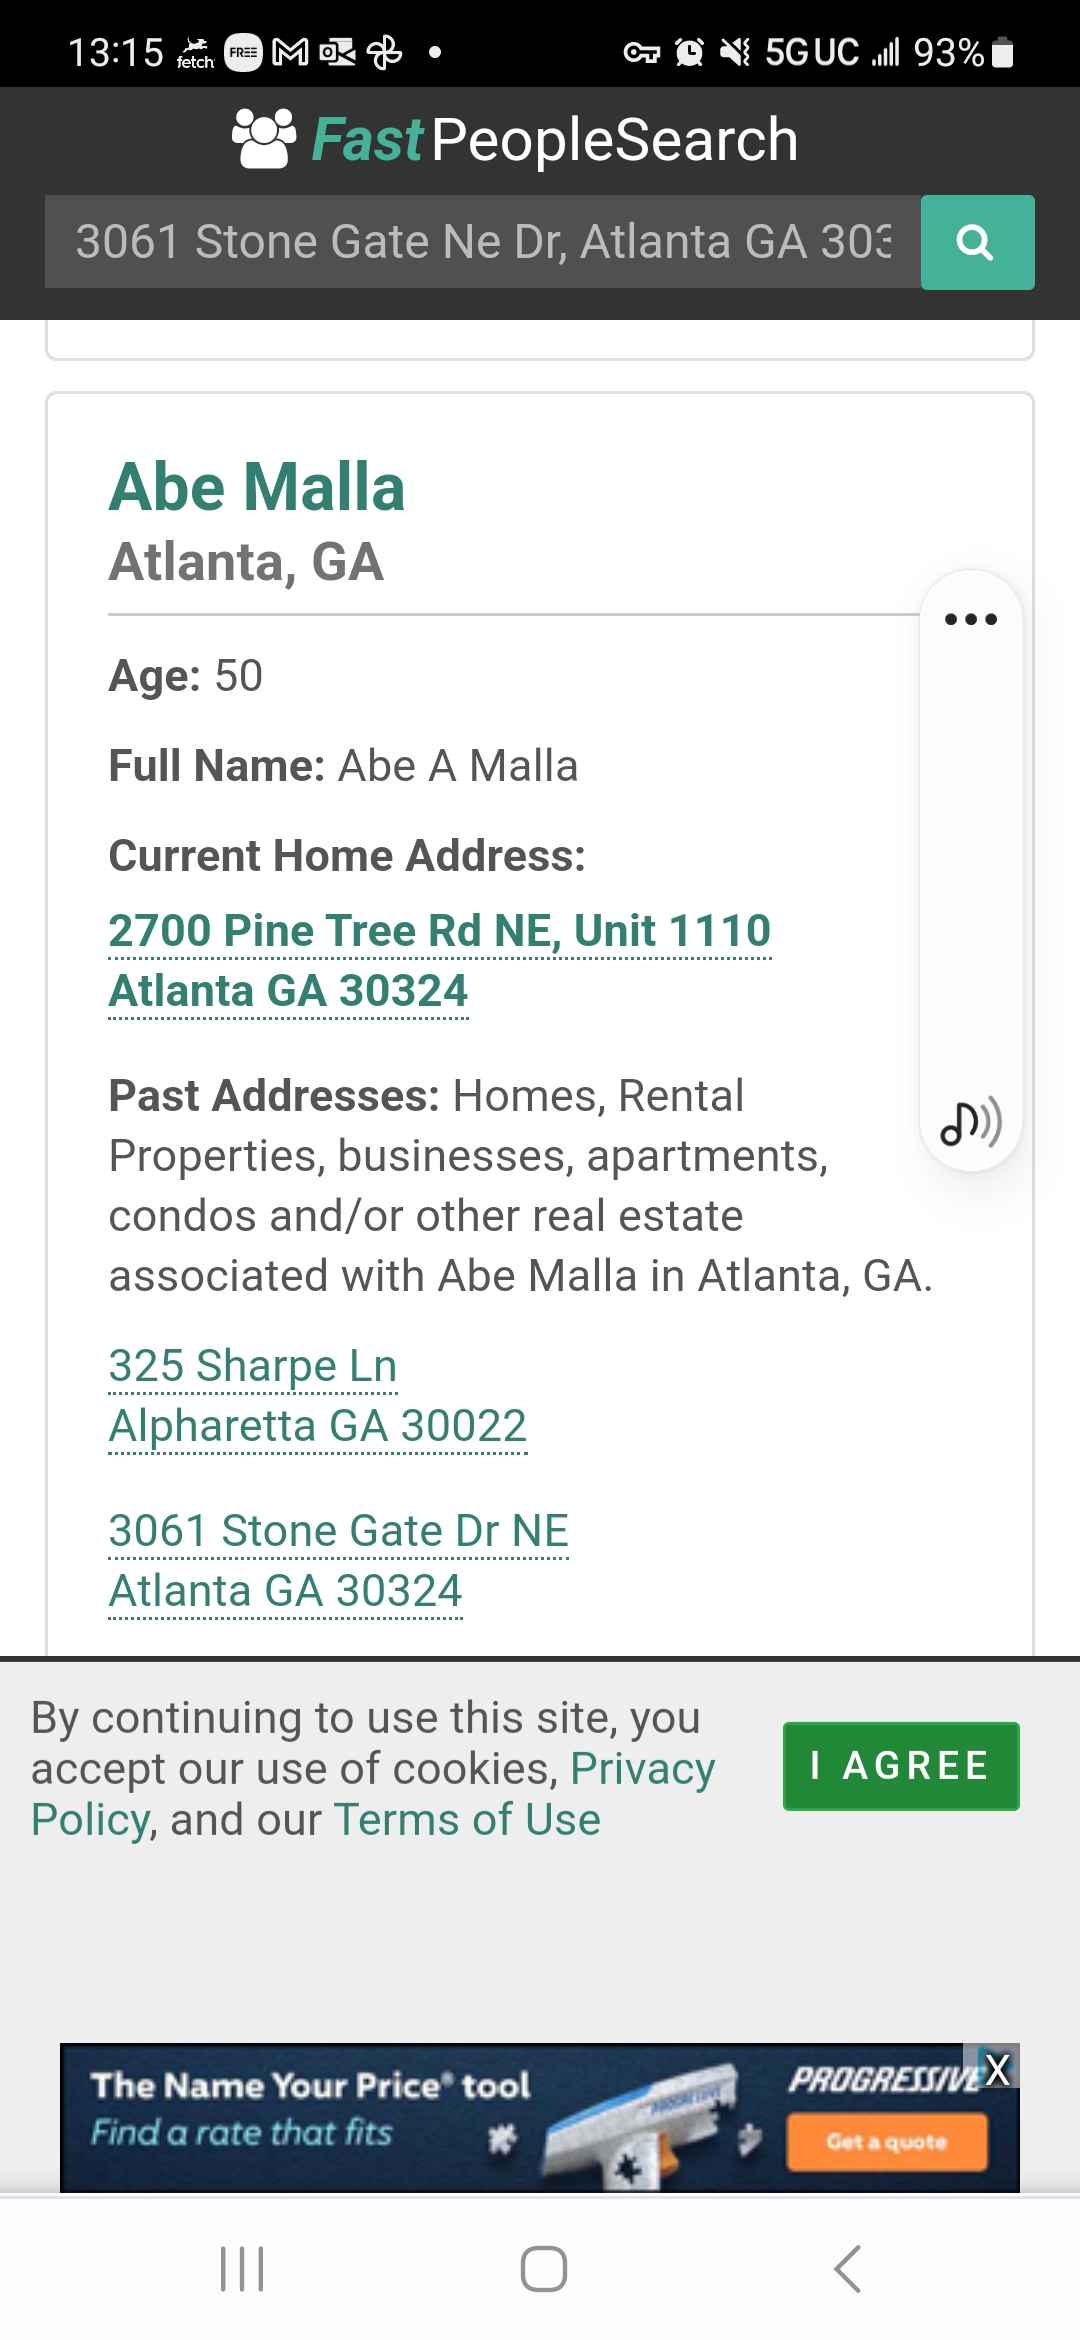 13:15 fetch FREE 5G UC 93%
FastPeopleSearch
3061 Stone Gate Ne Dr, Atlanta GA 303
Abe Malla
Atlanta, GA
Age: 50
Full Name: Abe A Malla
Current Home Address:
2700 Pine Tree Rd NE, Unit 1110
Atlanta GA 30324
Past Addresses: Homes, Rental
Properties, businesses, apartments,
condos and/or other real estate
associated with Abe Malla in Atlanta, GA.
325 Sharpe Ln
Alpharetta GA 30022
3061 Stone Gate Dr NE
Atlanta GA 30324
By continuing to use this site, you
accept our use of cookies, Privacy
Policy, and our Terms of Use
I AGREE
The Name Your Price® tool
Find a rate that fits
PROGRESSIVE
PROGRESSIVE X
Get a quote